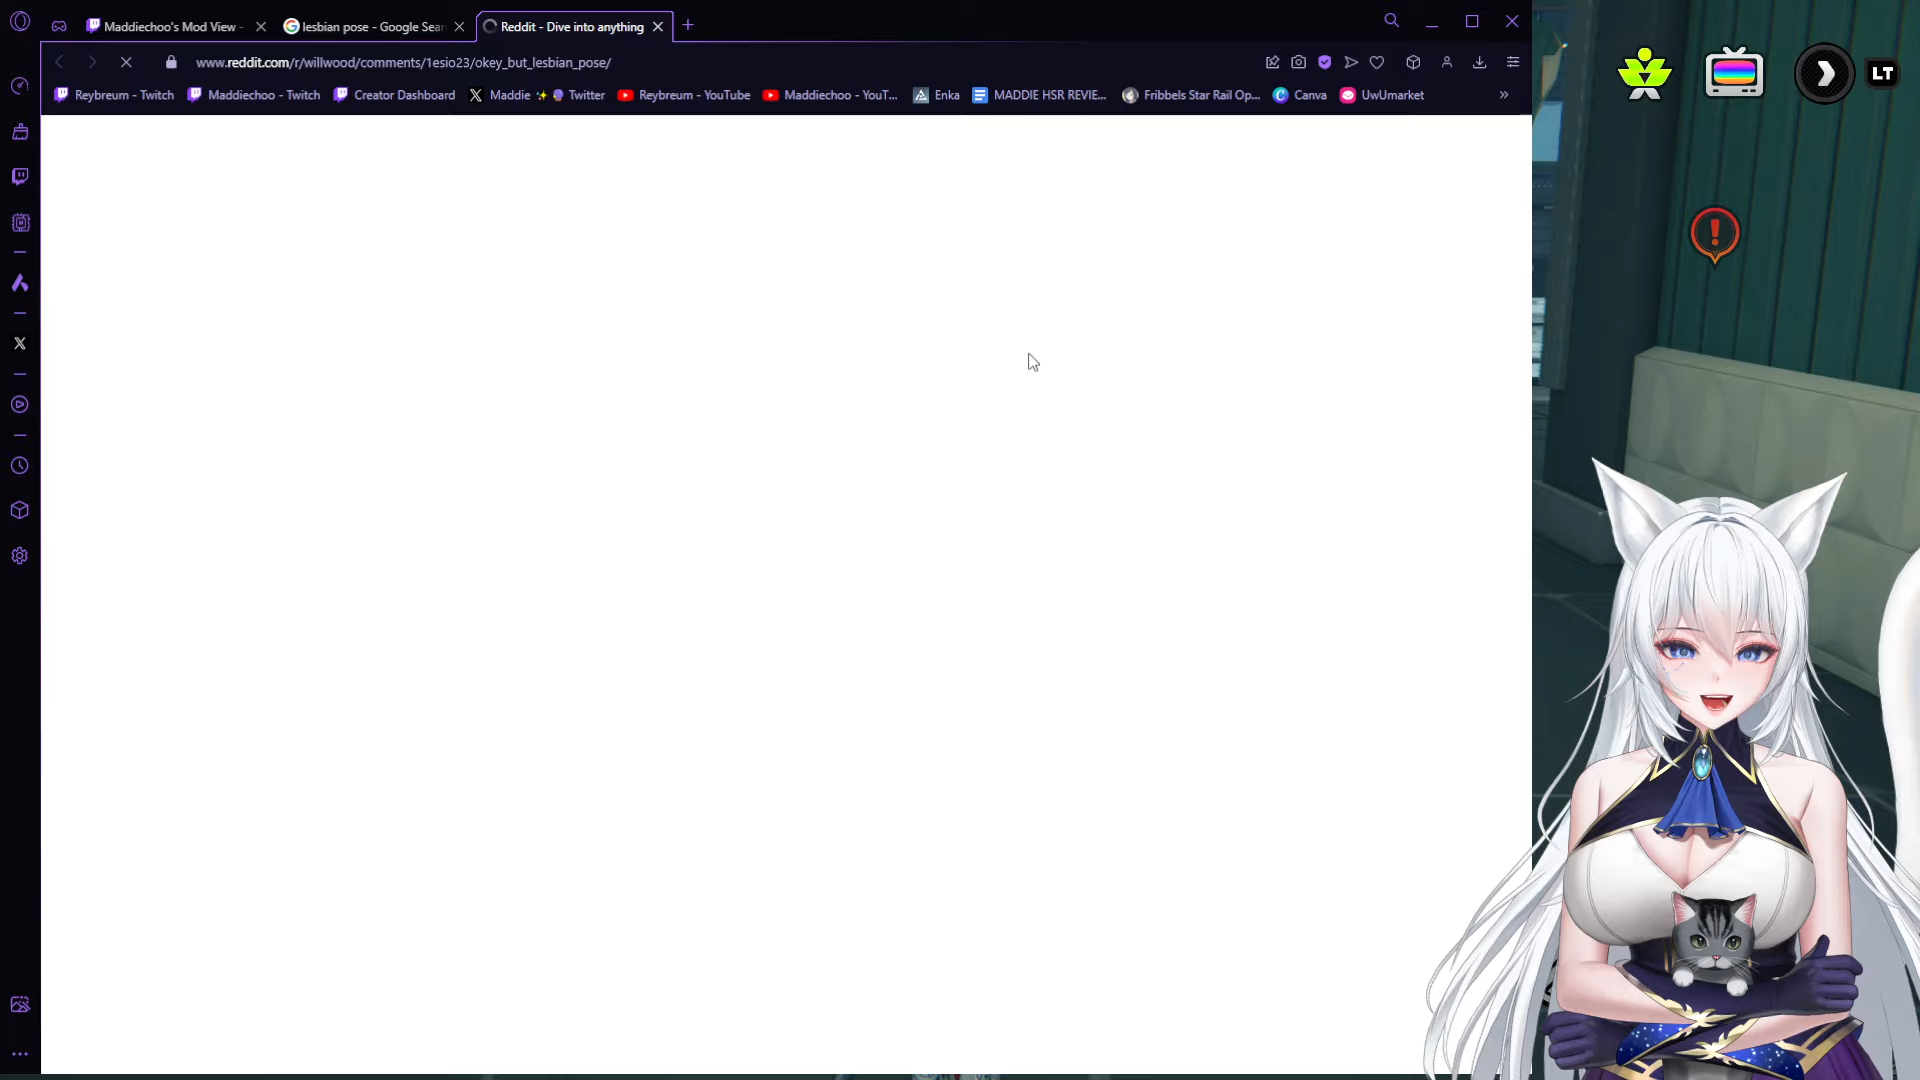 Maddiechoo's Mod View -
lesbian pose - Google Sear
Reddit - Dive into anything
www.reddit.com/r/willwood/comments/1esio23/okey_but_lesbian_pose/
Reybreum - Twitch
Maddiechoo - Twitch
Creator Dashboard
Maddie ✨🔮 Twitter
Reybreum - YouTube
Maddiechoo - YouT...
Enka
MADDIE HSR REVIE...
Fribbels Star Rail Op...
Canva
UwUmarket
LT